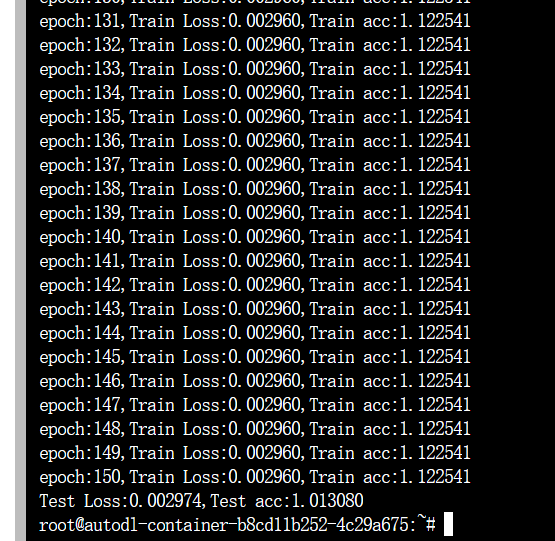 epoch:130,Train Loss:0.002960,Train acc:1.122541
epoch:131,Train Loss:0.002960,Train acc:1.122541
epoch:132,Train Loss:0.002960,Train acc:1.122541
epoch:133,Train Loss:0.002960,Train acc:1.122541
epoch:134,Train Loss:0.002960,Train acc:1.122541
epoch:135,Train Loss:0.002960,Train acc:1.122541
epoch:136,Train Loss:0.002960,Train acc:1.122541
epoch:137,Train Loss:0.002960,Train acc:1.122541
epoch:138,Train Loss:0.002960,Train acc:1.122541
epoch:139,Train Loss:0.002960,Train acc:1.122541
epoch:140,Train Loss:0.002960,Train acc:1.122541
epoch:141,Train Loss:0.002960,Train acc:1.122541
epoch:142,Train Loss:0.002960,Train acc:1.122541
epoch:143,Train Loss:0.002960,Train acc:1.122541
epoch:144,Train Loss:0.002960,Train acc:1.122541
epoch:145,Train Loss:0.002960,Train acc:1.122541
epoch:146,Train Loss:0.002960,Train acc:1.122541
epoch:147,Train Loss:0.002960,Train acc:1.122541
epoch:148,Train Loss:0.002960,Train acc:1.122541
epoch:149,Train Loss:0.002960,Train acc:1.122541
epoch:150,Train Loss:0.002960,Train acc:1.122541
Test Loss:0.002974,Test acc:1.013080
root@autodl-container-b8cd11b252-4c29a675:~#